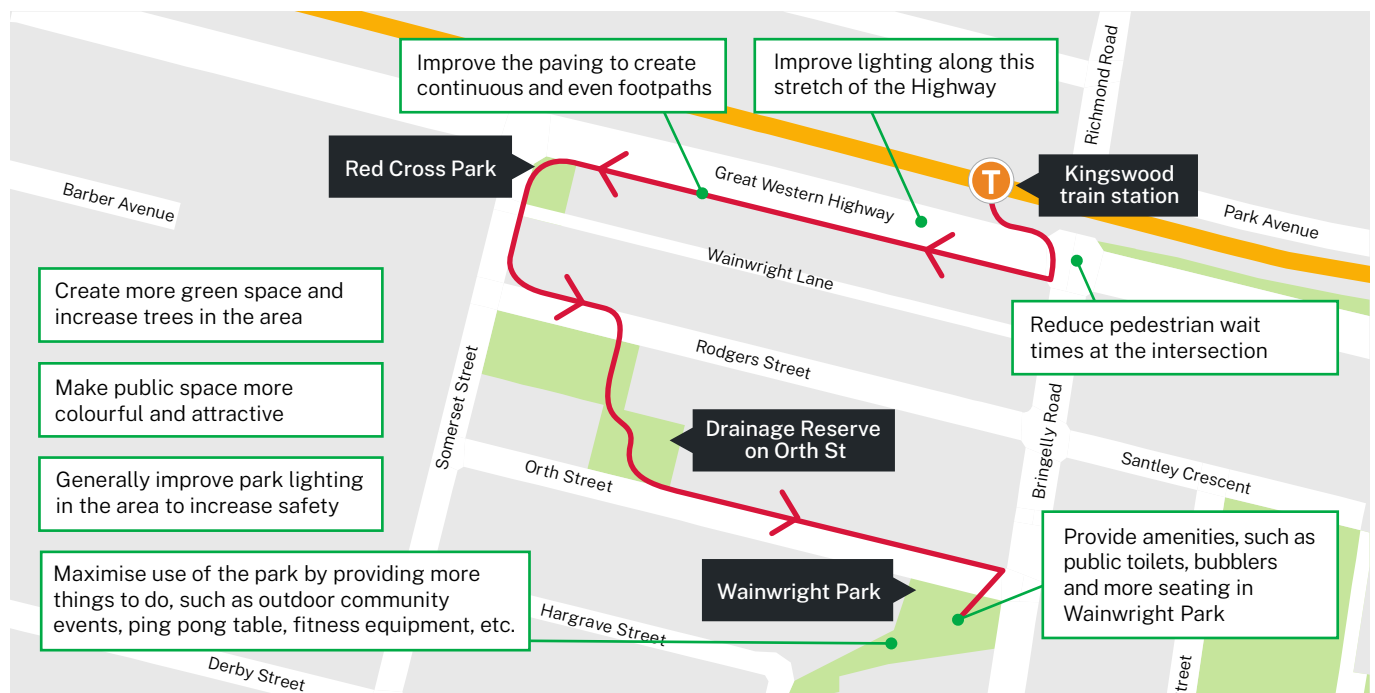 Improve the paving to create
continuous and even footpaths
Improve lighting along this
stretch of the Highway
Richmond Road
Red Cross Park
T
Kingswood
train station
Great Western Highway
Park Avenue
Barber Avenue
Wainwright Lane
Create more green space and
increase trees in the area
Reduce pedestrian wait
times at the intersection
Rodgers Street
Make public space more
colourful and attractive
Somerset Street
Bringelly Road
Drainage Reserve
on Orth St
Santley Crescent
Orth Street
Generally improve park lighting
in the area to increase safety
Provide amenities, such as
public toilets, bubblers
and more seating in
Wainwright Park
Maximise use of the park by providing more
things to do, such as outdoor community
events, ping pong table, fitness equipment, etc.
Wainwright Park
Hargrave Street
Derby Street
treet